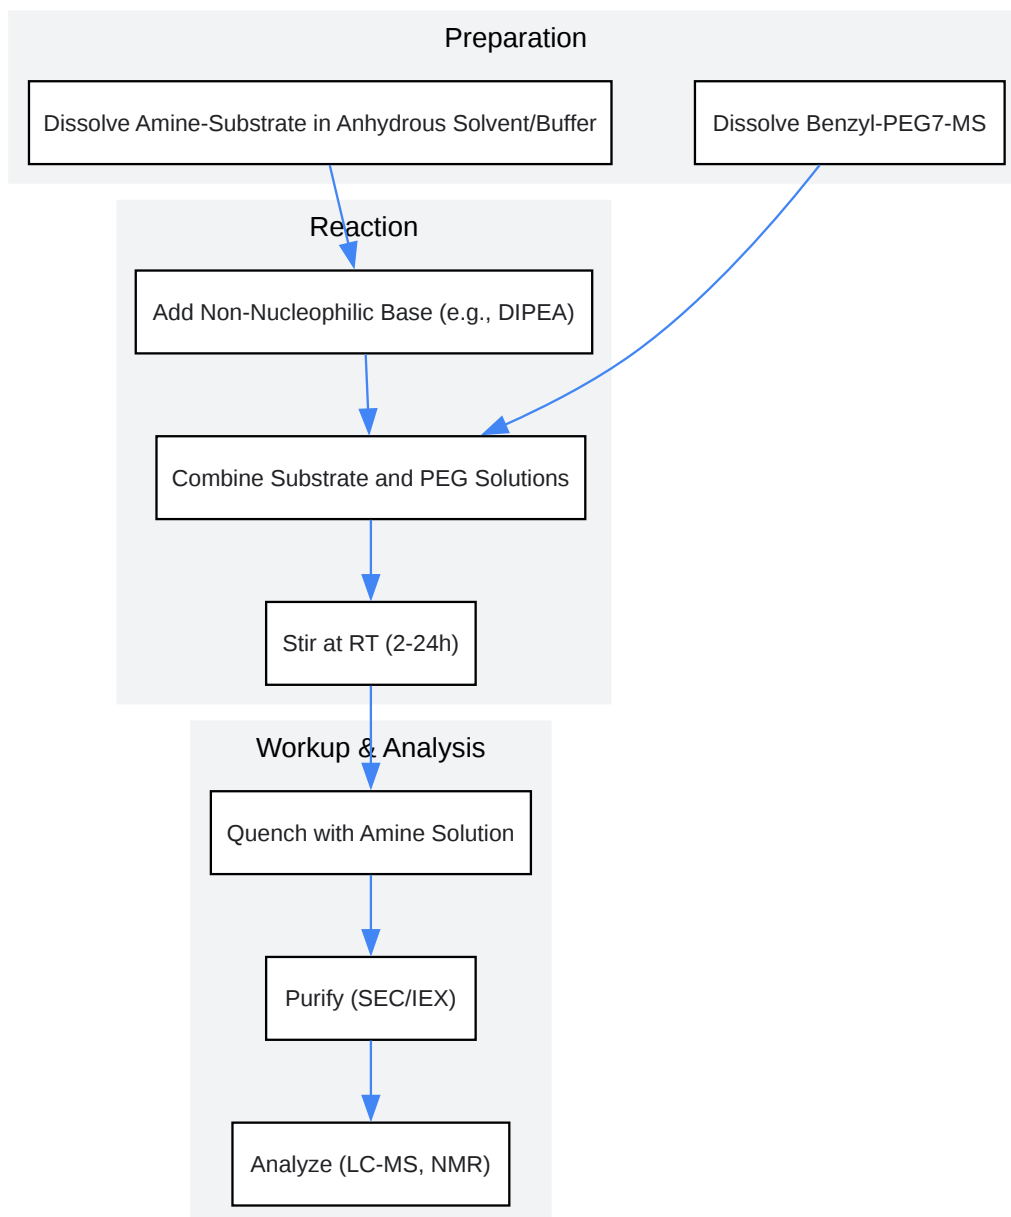 Preparation
Dissolve Amine-Substrate in Anhydrous Solvent/Buffer
Dissolve Benzyl-PEG7-MS
Reaction
Add Non-Nucleophilic Base (e.g., DIPEA)
Combine Substrate and PEG Solutions
Stir at RT (2-24h)
Workup & Analysis
Quench with Amine Solution
Purify (SEC/IEX)
Analyze (LC-MS, NMR)